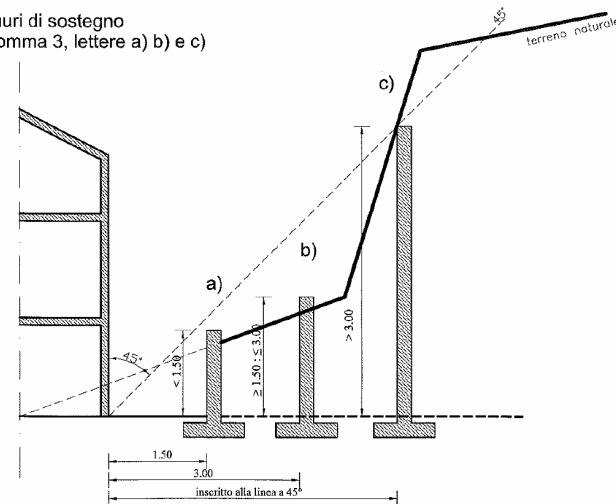 uri di sostegno
omma 3, lettere a) b) e c)
45°
terreno naturale
c)
b)
a)
45°
< 1.50
≥ 1.50 : ≤ 3.00
> 3.00
1.50
3.00
inscritto alla linea a 45°